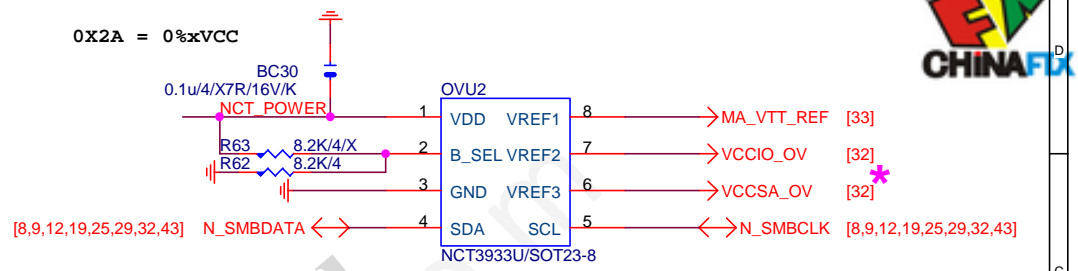 0X2A = 0%xVCC
CHINAFIX
D
BC30
0.1u/4/X7R/16V/K
OVU2
NCT_POWER
1
VDD
VREF1
8
MA_VTT_REF
[33]
R63
8.2K/4/X
2
B_SEL
VREF2
7
VCCIO_OV
[32]
R62
8.2K/4
3
GND
VREF3
6
VCCSA_OV
[32]
*
[8,9,12,19,25,29,32,43]
N_SMBDATA
4
SDA
SCL
5
N_SMBCLK
[8,9,12,19,25,29,32,43]
NCT3933U/SOT23-8